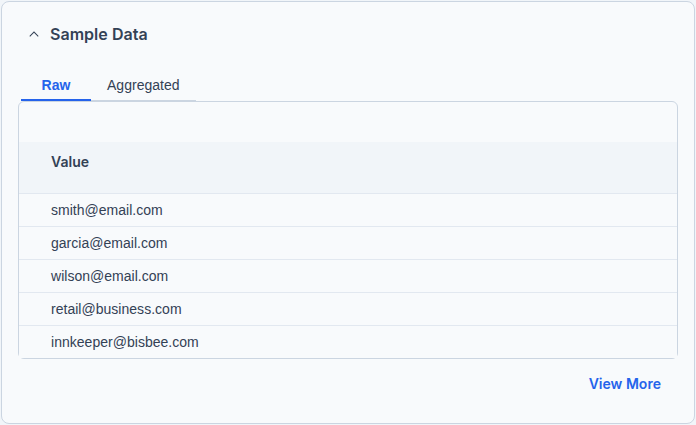 Sample Data
Raw Aggregated
Value
smith@email.com
garcia@email.com
wilson@email.com
retail@business.com
innkeeper@bisbee.com
View More